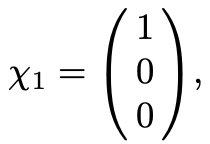 χ₁ = (1
0
0),